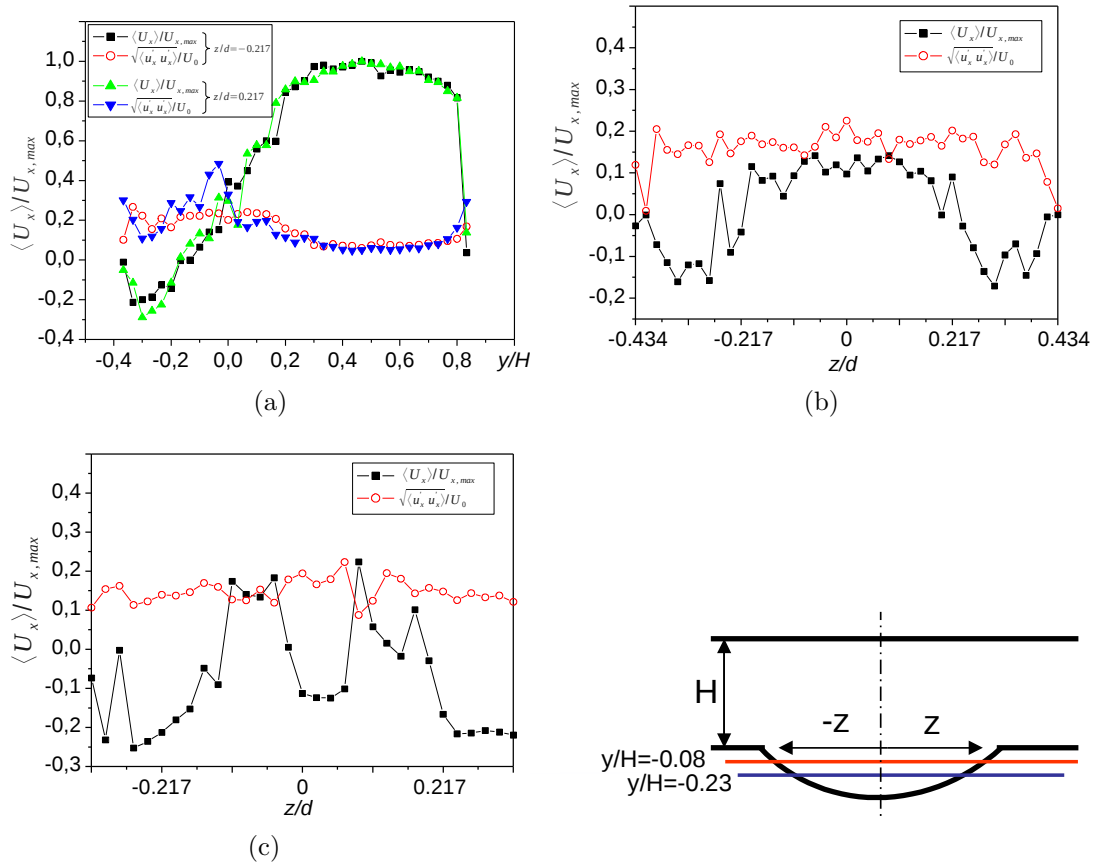 ⟨U_x⟩/U_x,max
1,0
0,8
0,6
0,4
0,2
0,0
-0,2
-0,4
⟨U_x⟩/U_x,max
√⟨u'_x u'_x⟩/U_0
} z/d=−0.217
⟨U_x⟩/U_x,max
√⟨u'_x u'_x⟩/U_0
} z/d=0.217
-0,4 -0,2 0,0 0,2 0,4 0,6 0,8 y/H
(a)
⟨U_x⟩/U_x,max
0,4
0,3
0,2
0,1
0,0
-0,1
-0,2
⟨U_x⟩/U_x,max
√⟨u'_x u'_x⟩/U_0
-0.434 -0.217 0 0.217 0.434
z/d
(b)
⟨U_x⟩/U_x,max
0,4
0,3
0,2
0,1
0,0
-0,1
-0,2
-0,3
⟨U_x⟩/U_x,max
√⟨u'_x u'_x⟩/U_0
-0.217 0 0.217
z/d
(c)
H
-z z
y/H=-0.08
y/H=-0.23